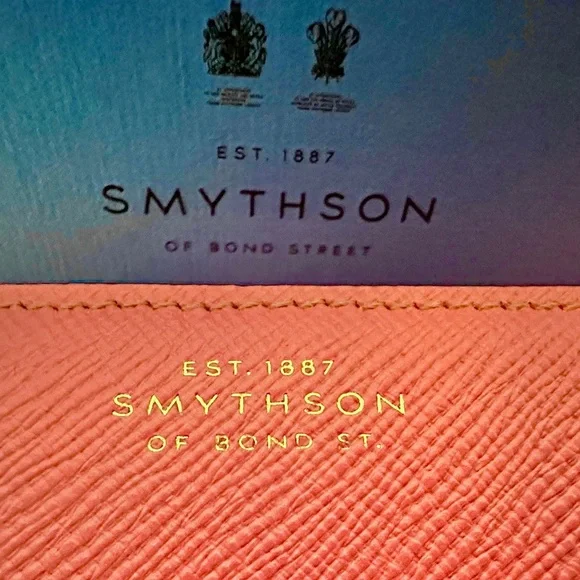 EST. 1887
SMYTHSON
OF BOND STREET
EST. 1887
SMYTHSON
OF BOND ST.